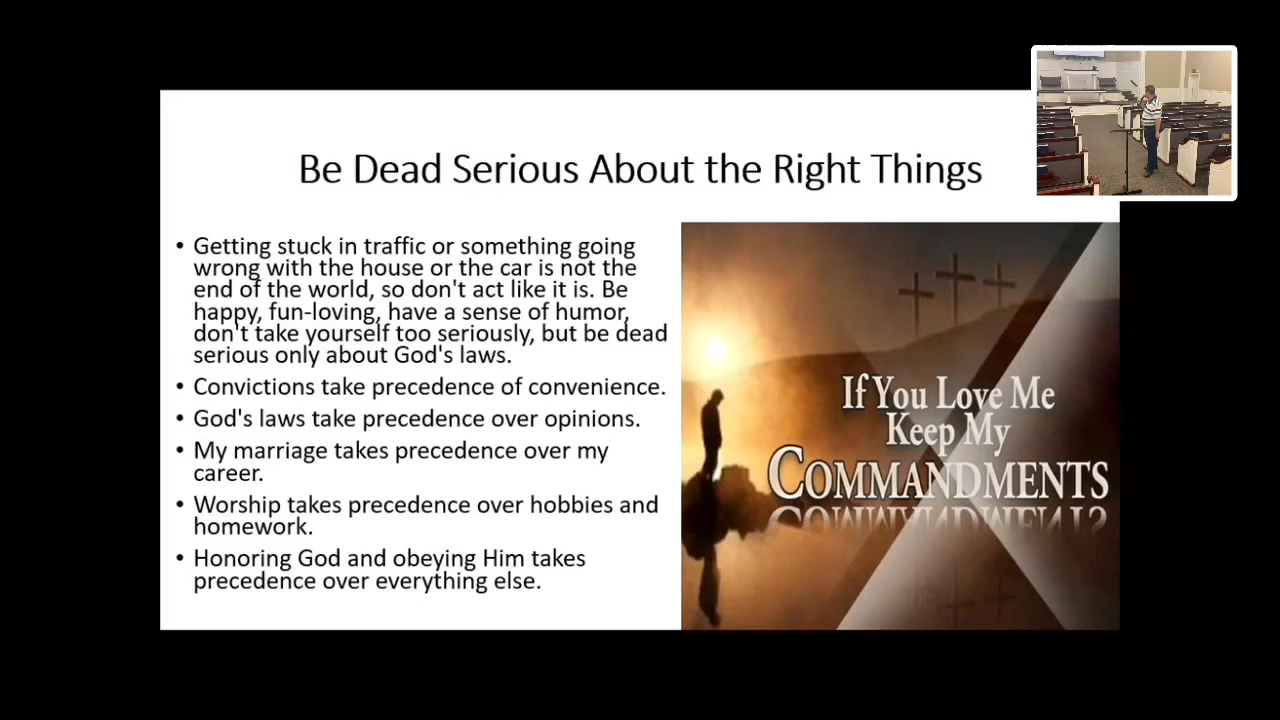 Be Dead Serious About the Right Things
• Getting stuck in traffic or something going
wrong with the house or the car is not the
end of the world, so don't act like it is. Be
happy, fun-loving, have a sense of humor,
don't take yourself too seriously, but be dead
serious only about God's laws.
• Convictions take precedence of convenience.
• God's laws take precedence over opinions.
• My marriage takes precedence over my
career.
• Worship takes precedence over hobbies and
homework.
• Honoring God and obeying Him takes
precedence over everything else.
If You Love Me
Keep My
COMMANDMENTS